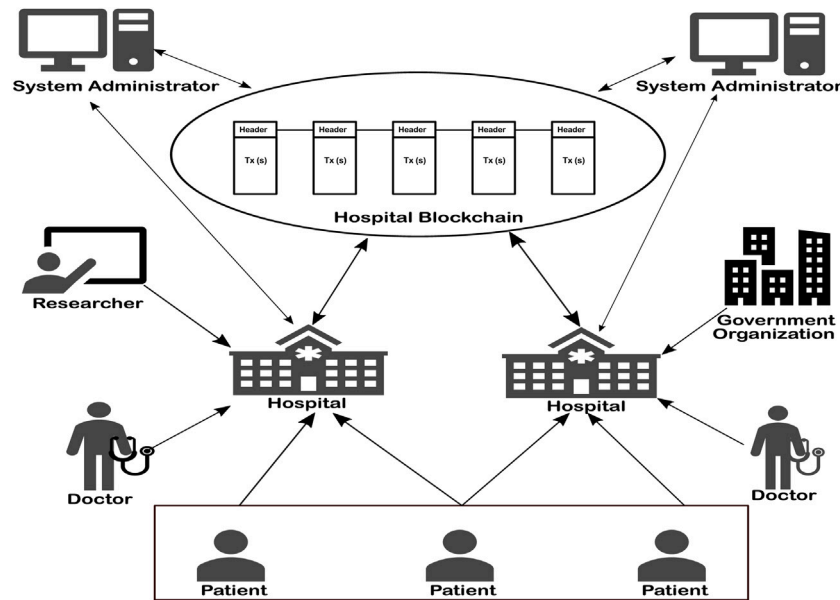 System Administrator
System Administrator
Header
Header
Header
Header
Header
Tx (s)
Tx (s)
Tx (s)
Tx (s)
Tx (s)
Hospital Blockchain
Researcher
Government
Organization
Hospital
Hospital
Doctor
Doctor
Patient
Patient
Patient